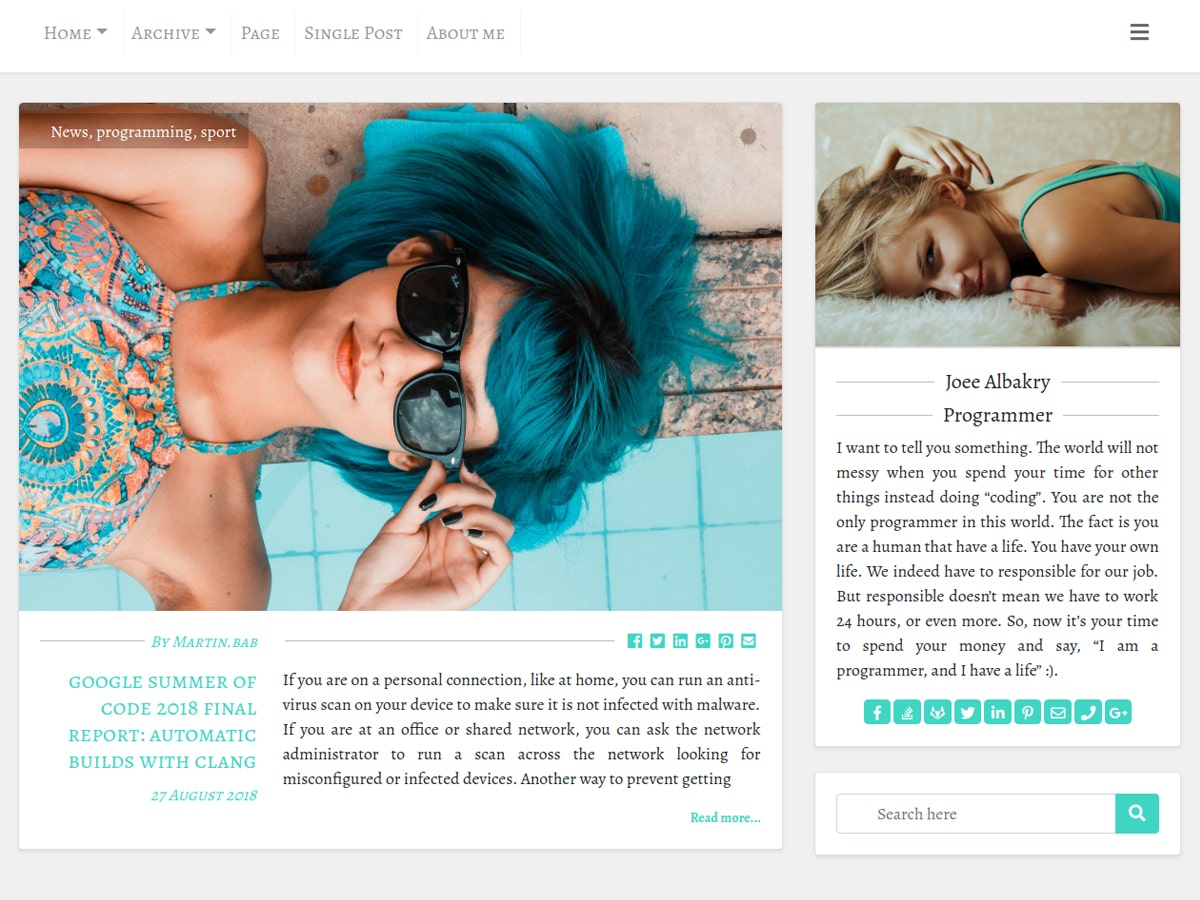 Home Archive Page Single Post About me
News, programming, sport
By Martin.bab
google summer of
code 2018 final
report: automatic
builds with clang
27 August 2018
If you are on a personal connection, like at home, you can run an anti-
virus scan on your device to make sure it is not infected with malware.
If you are at an office or shared network, you can ask the network
administrator to run a scan across the network looking for
misconfigured or infected devices. Another way to prevent getting
Read more...
Joee Albakry
Programmer
I want to tell you something. The world will not
messy when you spend your time for other
things instead doing “coding”. You are not the
only programmer in this world. The fact is you
are a human that have a life. You have your own
life. We indeed have to responsible for our job.
But responsible doesn’t mean we have to work
24 hours, or even more. So, now it’s your time
to spend your money and say, “I am a
programmer, and I have a life” :).
Search here